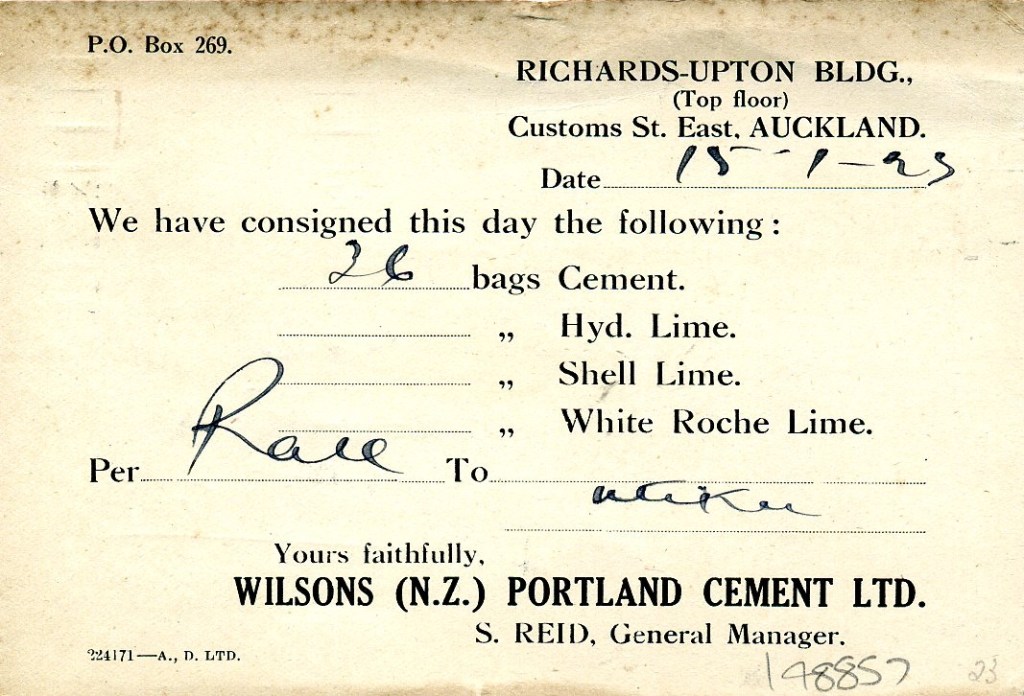 P.O. Box 269.
RICHARDS-UPTON BLDG.,
(Top floor)
Customs St. East, AUCKLAND.
Date 15-1-
We have consigned this day the following :
26 bags Cement.
„ Hyd. Lime.
„ Shell Lime.
„ White Roche Lime.
Per Rail To
Yours faithfully,
WILSONS (N.Z.) PORTLAND CEMENT LTD.
S. REID, General Manager.
224171—A., D. LTD.
148857 23